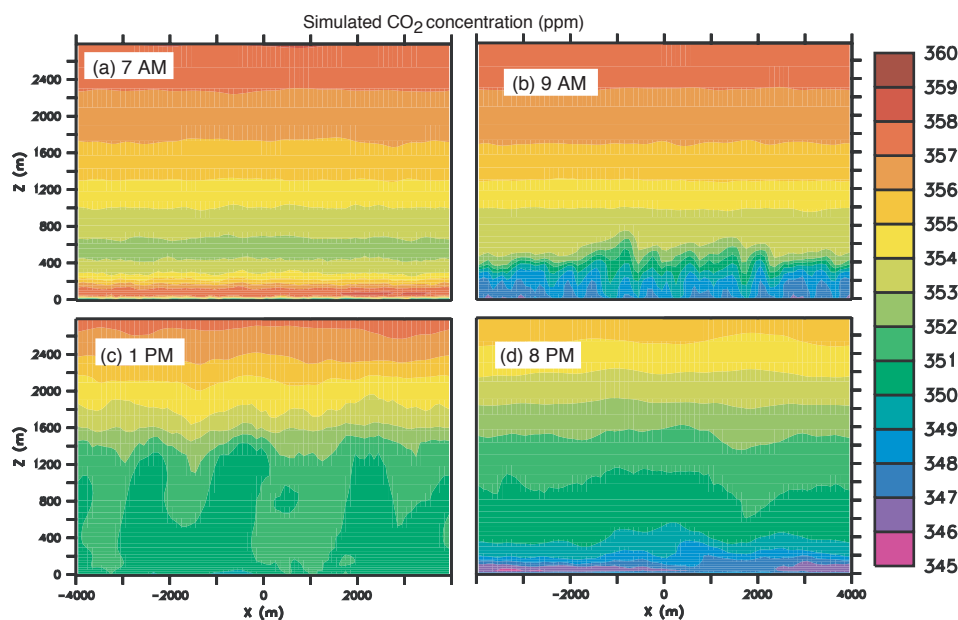 Simulated CO2 concentration (ppm)
(a) 7 AM
(b) 9 AM
2400
2000
1600
1200
800
400
0
Z (m)
(c) 1 PM
(d) 8 PM
2400
2000
1600
1200
800
400
0
Z (m)
-4000 -2000 0 2000
X (m)
-2000 0 2000 4000
X (m)
360
359
358
357
356
355
354
353
352
351
350
349
348
347
346
345